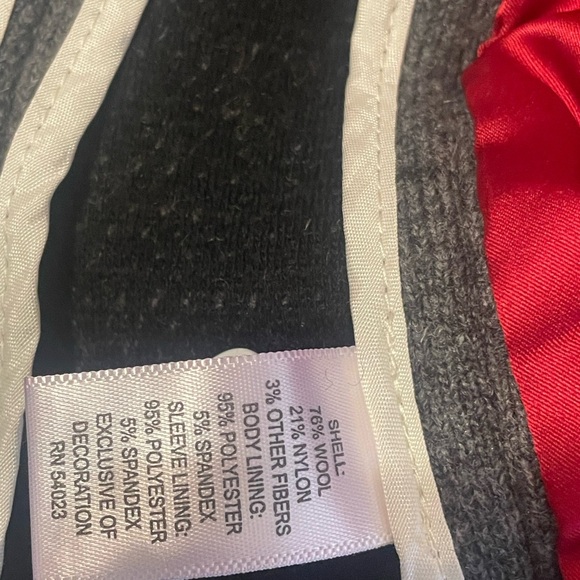 SHELL:
76% WOOL
21% NYLON
3% OTHER FIBERS
BODY LINING:
95% POLYESTER
5% SPANDEX
SLEEVE LINING:
95% POLYESTER
5% SPANDEX
EXCLUSIVE OF
DECORATION
RN 54023